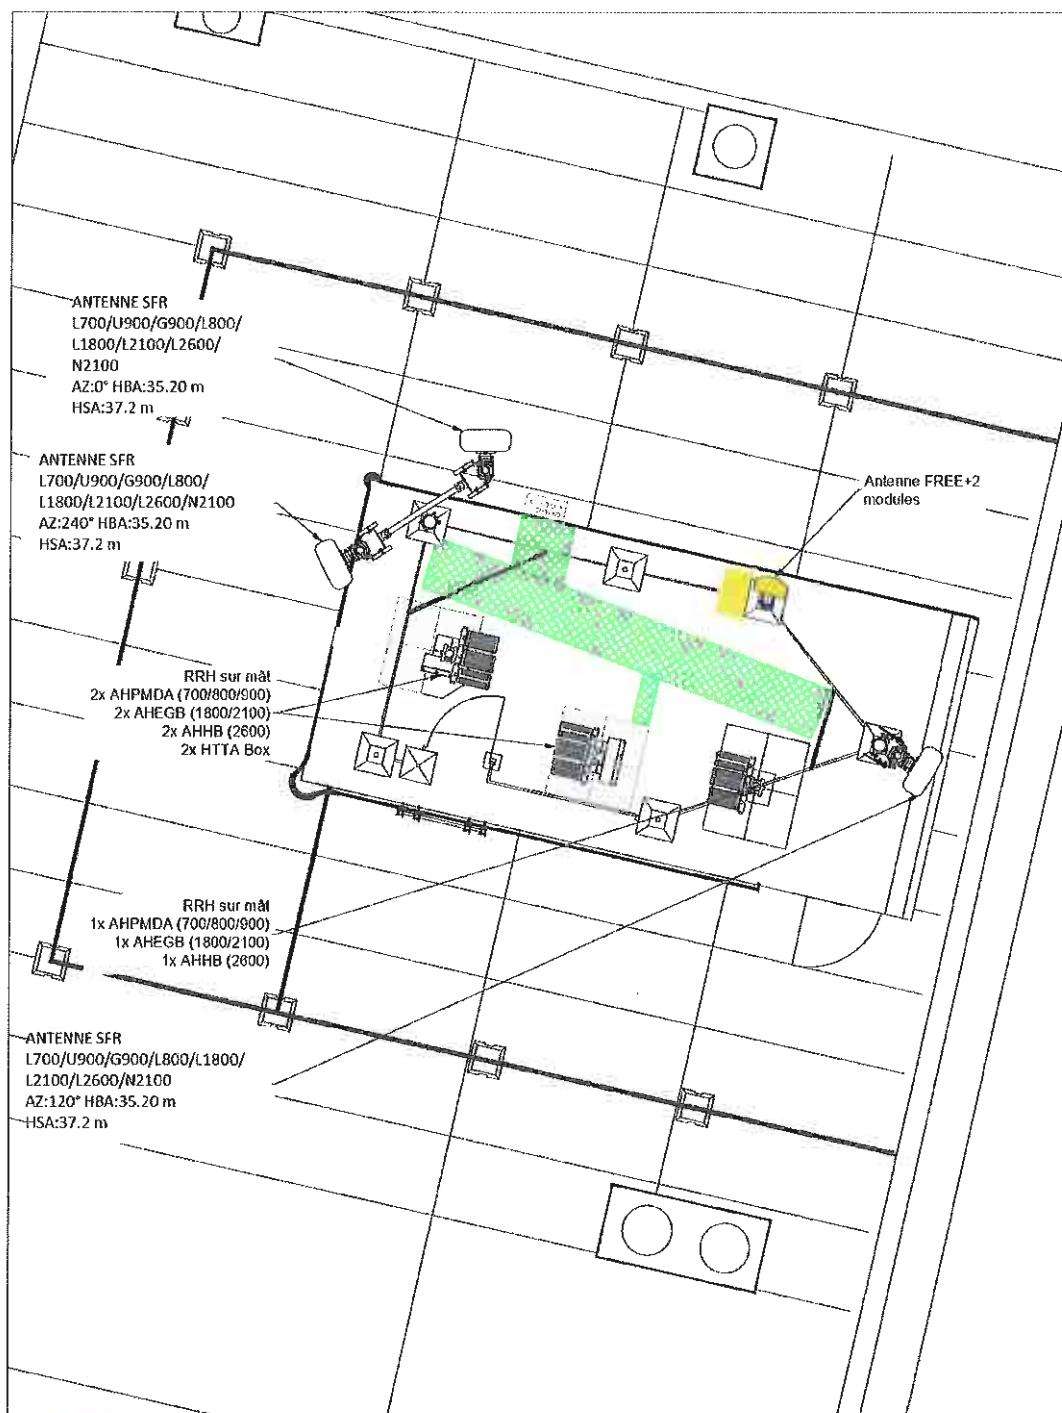 ANTENNE SFR
L700/U900/G900/L800/
L1800/L2100/L2600/
N2100
AZ:0° HBA:35.20 m
HSA:37.2 m
ANTENNE SFR
L700/U900/G900/L800/
L1800/L2100/L2600/N2100
AZ:240° HBA:35.20 m
HSA:37.2 m
Antenne FREE+2
modules
RRH sur mât
2x AHPMDA (700/800/900)
2x AHEGB (1800/2100)
2x AHHB (2600)
2x HTTA Box
RRH sur mât
1x AHPMDA (700/800/900)
1x AHEGB (1800/2100)
1x AHHB (2600)
ANTENNE SFR
L700/U900/G900/L800/L1800/
L2100/L2600/N2100
AZ:120° HBA:35.20 m
HSA:37.2 m